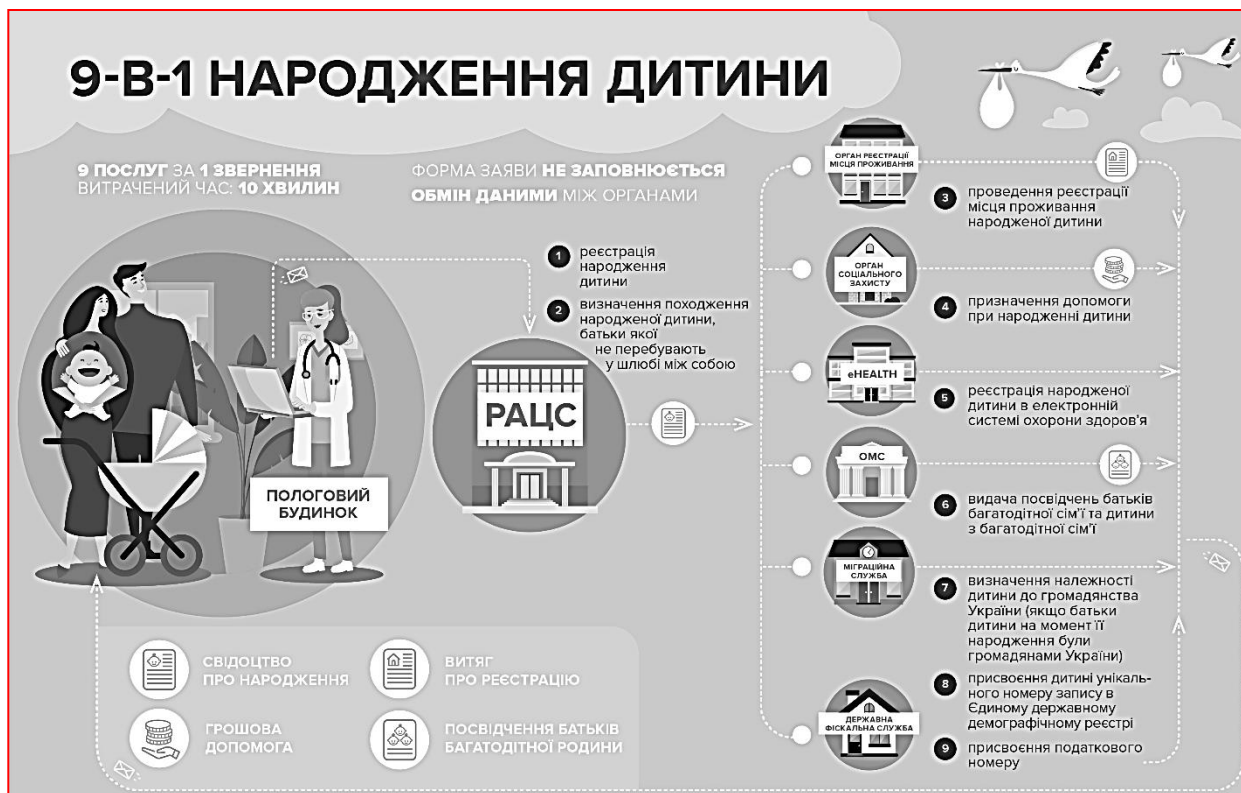 9-В-1 НАРОДЖЕННЯ ДИТИНИ
9 ПОСЛУГ ЗА 1 ЗВЕРНЕННЯ
ВИТРАЧЕНИЙ ЧАС: 10 ХВИЛИН
ФОРМА ЗАЯВИ НЕ ЗАПОВНЮЄТЬСЯ
ОБМІН ДАНИМИ МІЖ ОРГАНАМИ
ПОЛОГОВИЙ
БУДИНОК
1 реєстрація
народження
дитини
2 визначення походження
народженої дитини,
батьки якої
не перебувають
у шлюбі між собою
РАЦС
ОРГАН РЕЄСТРАЦІЇ
МІСЦЯ ПРОЖИВАННЯ
3 проведення реєстрації
місця проживання
народженої дитини
ОРГАН
СОЦІАЛЬНОГО
ЗАХИСТУ
4 призначення допомоги
при народженні дитини
eHEALTH
5 реєстрація народженої
дитини в електронній
системі охорони здоров'я
ОМС
6 видача посвідчень батьків
багатодітної сім'ї та дитини
з багатодітної сім'ї
МІГРАЦІЙНА
СЛУЖБА
7 визначення належності
дитини до громадянства
України (якщо батьки
дитини на момент її
народження були
громадянами України)
8 присвоєння дитині унікаль-
ного номеру запису в
Єдиному державному
демографічному реєстрі
ДЕРЖАВНА
ФІСКАЛЬНА СЛУЖБА
9 присвоєння податкового
номеру
СВІДОЦТВО
ПРО НАРОДЖЕННЯ
ВИТЯГ
ПРО РЕЄСТРАЦІЮ
ГРОШОВА
ДОПОМОГА
ПОСВІДЧЕННЯ БАТЬКІВ
БАГАТОДІТНОЇ РОДИНИ